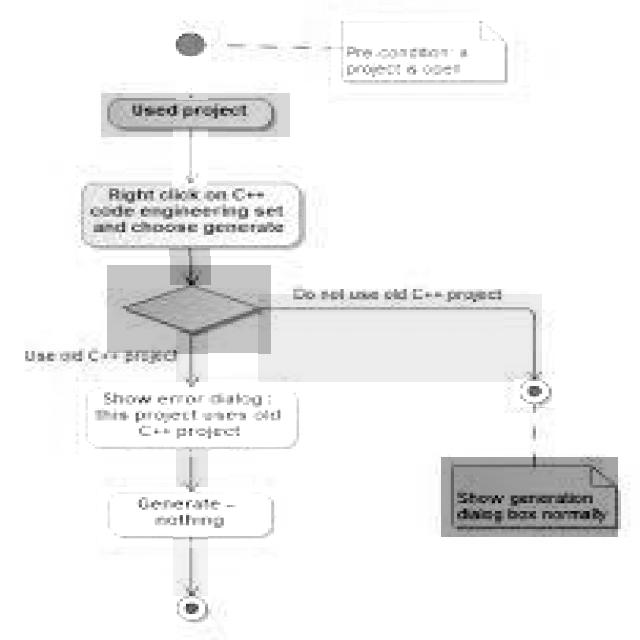 Pre-condition: a
project is open
Used project
Right click on C++
code engineering set
and choose generate
Do not use old C++ project
Use old C++ project
Show error dialog :
this project uses old
C++ project
Generate –
nothing
Show generation
dialog box normally